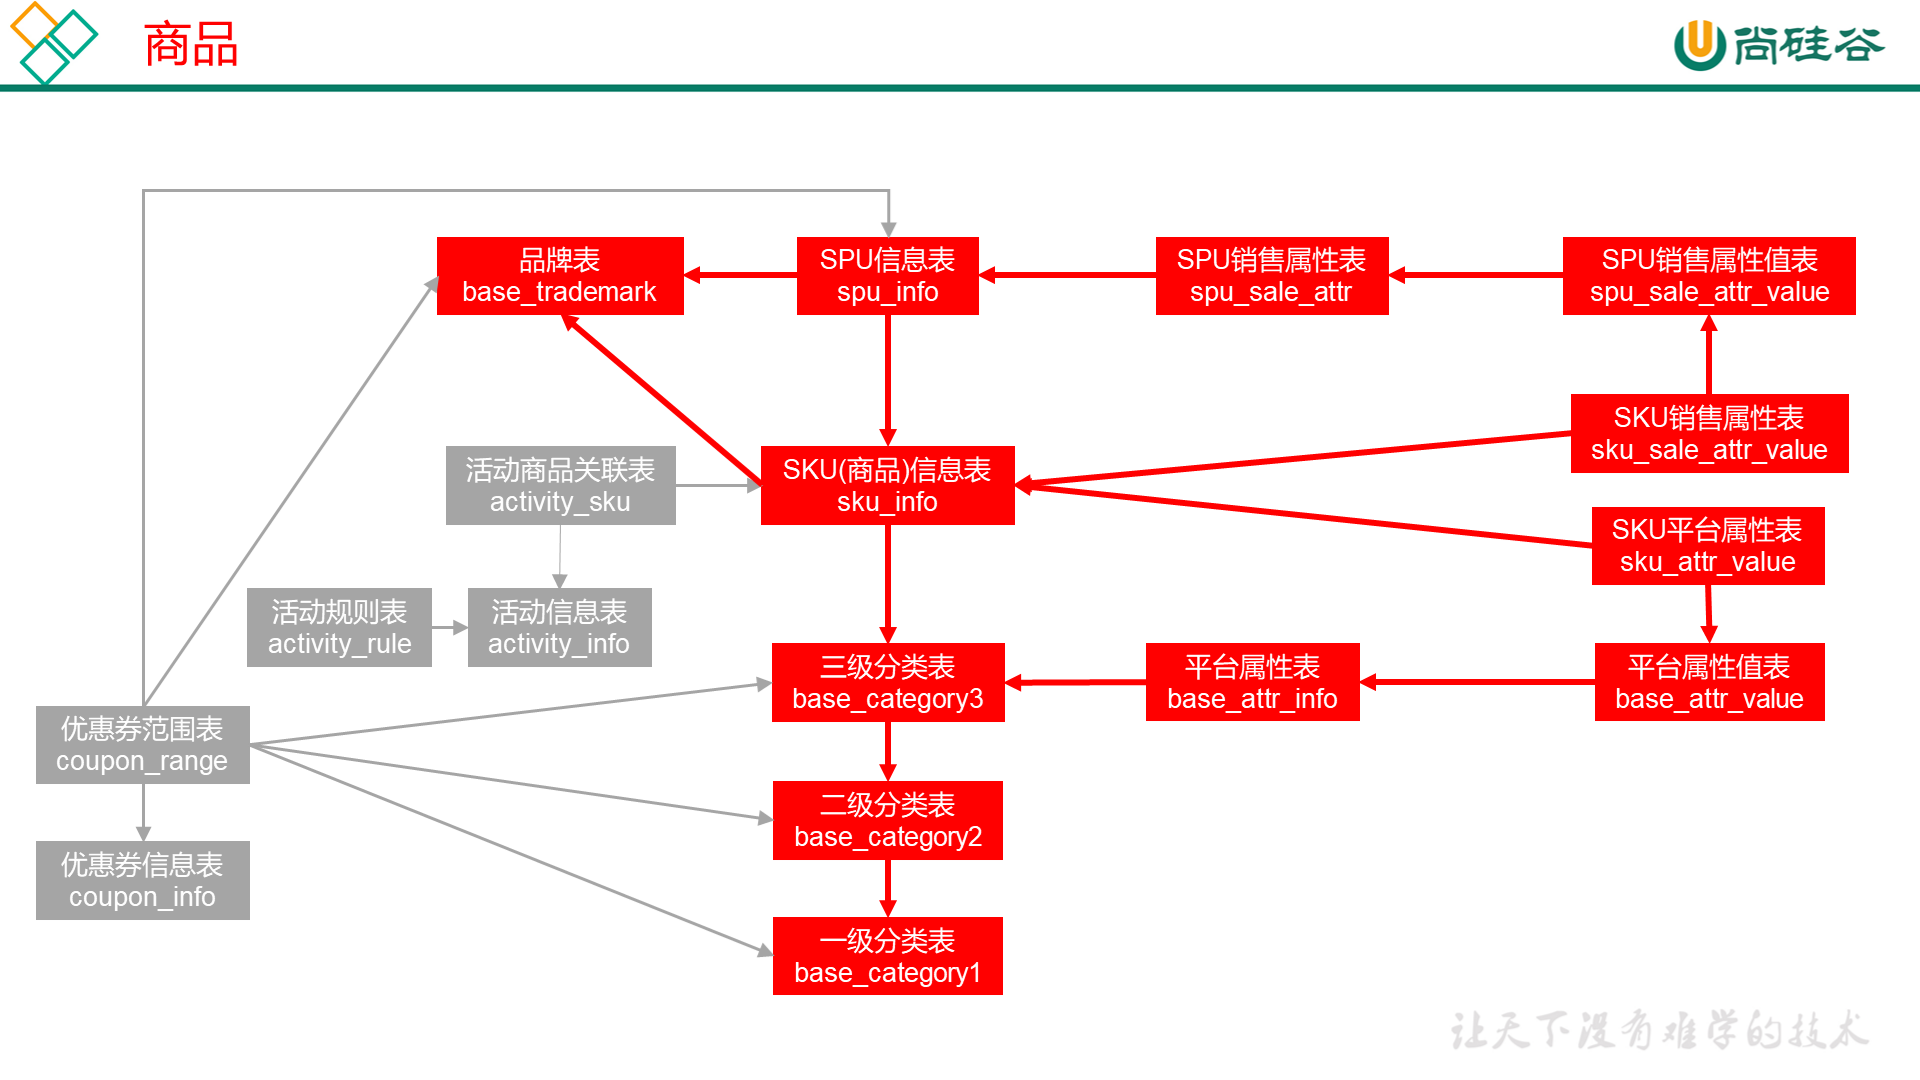 商品
尚硅谷
品牌表
base_trademark
SPU信息表
spu_info
SPU销售属性表
spu_sale_attr
SPU销售属性值表
spu_sale_attr_value
SKU销售属性表
sku_sale_attr_value
活动商品关联表
activity_sku
SKU(商品)信息表
sku_info
SKU平台属性表
sku_attr_value
活动规则表
activity_rule
活动信息表
activity_info
三级分类表
base_category3
平台属性表
base_attr_info
平台属性值表
base_attr_value
优惠券范围表
coupon_range
二级分类表
base_category2
优惠券信息表
coupon_info
一级分类表
base_category1
让天下没有难学的技术